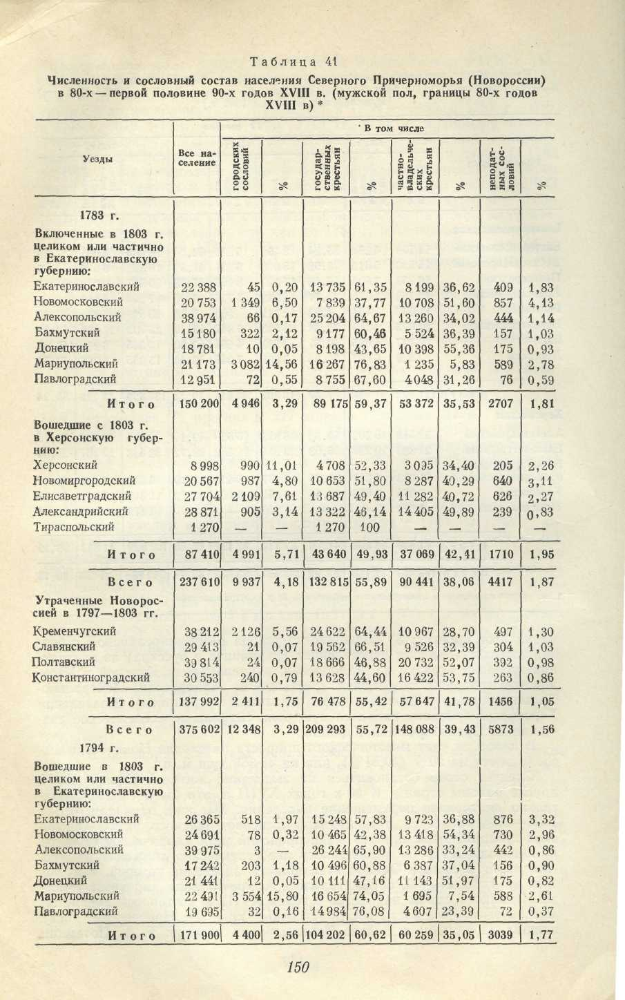 Таблица 41
Численность и сословный состав населения Северного Причерноморья (Новороссии)
в 80-х — первой половине 90-х годов XVIII в. (мужской пол, границы 80-х годов
XVIII в) *
Уезды
Все на-
селение
В том числе
городских
сословий
%
государ-
ственных
крестьян
%
частно-
владельче-
ских
крестьян
%
неподат-
ных сос-
ловий
%
1783 г.
Включенные в 1803 г.
целиком или частично
в Екатеринославскую
губернию:
Екатеринославский 22 388 45 0,20 13 735 61,35 8 199 36,62 409 1,83
Новомосковский 20 753 1 349 6,50 7 839 37,77 10 708 51,60 857 4,13
Алексопольский 38 974 66 0,17 25 204 64,67 13 260 34,02 444 1,14
Бахмутский 15 180 322 2,12 9 177 60,46 5 524 36,39 157 1,03
Донецкий 18 781 10 0,05 8 198 43,65 10 398 55,36 175 0,93
Мариупольский 21 173 3 082 14,56 16 267 76,83 1 235 5,83 589 2,78
Павлоградский 12 951 72 0,55 8 755 67,60 4 048 31,26 76 0,59
Итого 150 200 4 946 3,29 89 175 59,37 53 372 35,53 2707 1,81
Вошедшие с 1803 г.
в Херсонскую губер-
нию:
Херсонский 8 998 990 11,01 4 708 52,33 3 095 34,40 205 2,26
Новомиргородский 20 567 987 4,80 10 653 51,80 8 287 40,29 640 3,11
Елисаветградский 27 704 2 109 7,61 13 687 49,40 11 282 40,72 626 2,27
Александрийский 28 871 905 3,14 13 322 46,14 14 405 49,89 239 0,83
Тираспольский 1 270 — — 1 270 100 — — — —
Итого 87 410 4 991 5,71 43 640 49,93 37 069 42,41 1710 1,95
Всего 237 610 9 937 4,18 132 815 55,89 90 441 38,06 4417 1,87
Утраченные Новорос-
сией в 1797—1803 гг.
Кременчугский 38 212 2 126 5,56 24 622 64,44 10 967 28,70 497 1,30
Славянский 29 413 21 0,07 19 562 66,51 9 526 32,39 304 1,03
Полтавский 39 814 24 0,07 18 666 46,88 20 732 52,07 392 0,98
Константиноградский 30 553 240 0,79 13 628 44,60 16 422 53,75 263 0,86
Итого 137 992 2 411 1,75 76 478 55,42 57 647 41,78 1456 1,05
Всего 375 602 12 348 3,29 209 293 55,72 148 088 39,43 5873 1,56
1794 г.
Вошедшие в 1803 г.
целиком или частично
в Екатеринославскую
губернию:
Екатеринославский 26 365 518 1,97 15 248 57,83 9 723 36,88 876 3,32
Новомосковский 24 691 78 0,32 10 465 42,38 13 418 54,34 730 2,96
Алексопольский 39 975 3 — 26 244 65,90 13 286 33,24 442 0,86
Бахмутский 17 242 203 1,18 10 496 60,88 6 387 37,04 156 0,90
Донецкий 21 441 12 0,05 10 111 47,16 11 143 51,97 175 0,82
Мариупольский 22 491 3 554 15,80 16 654 74,05 1 695 7,54 588 2,61
Павлоградский 19 695 32 0,16 14 984 76,08 4 607 23,39 72 0,37
Итого 171 900 4 400 2,56 104 202 60,62 60 259 35,05 3039 1,77
150